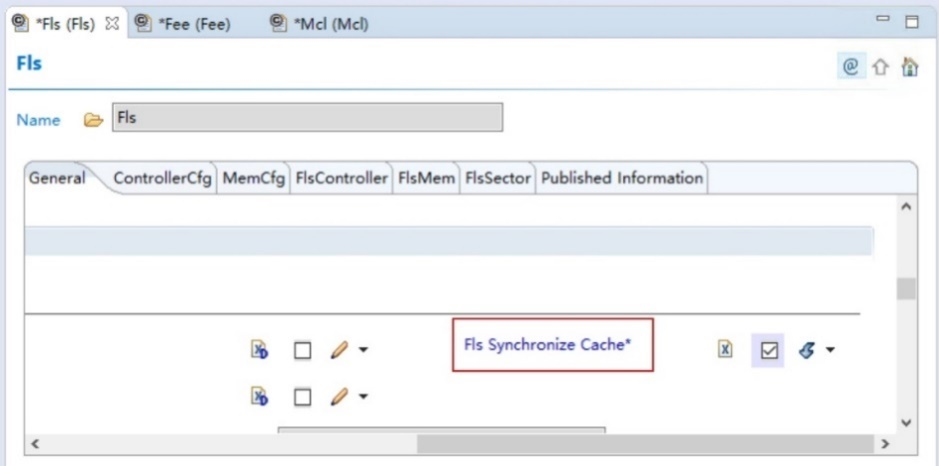 *Fls (Fls) *Fee (Fee) *Mcl (Mcl)
Fls
Name Fls
General ControllerCfg MemCfg FlsController FlsMem FlsSector Published Information
Fls Synchronize Cache*